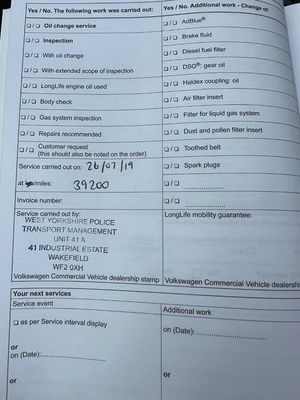 Yes / No. The following work was carried out:
Yes / No. Additional work - Change of:
❑/❑ Oil change service
❑/❑ AdBlue®
❑/❑ Inspection
❑/❑ Brake fluid
❑/❑ With oil change
❑/❑ Diesel fuel filter
❑/❑ With extended scope of inspection
❑/❑ DSG®: gear oil
❑/❑ LongLife engine oil used
❑/❑ Haldex coupling: oil
❑/❑ Body check
❑/❑ Air filter insert
❑/❑ Gas system inspection
❑/❑ Filter for liquid gas system
❑/❑ Repairs recommended
❑/❑ Dust and pollen filter insert
❑/❑ Customer request
(this should also be noted on the order)
❑/❑ Toothed belt
Service carried out on: 26/07/19
❑/❑ Spark plugs
at km/miles: 39200
❑/❑ ....................
Invoice number:
❑/❑ ....................
Service carried out by:
WEST YORKSHIRE POLICE
TRANSPORT MANAGEMENT
UNIT 41A
41 INDUSTRIAL ESTATE
WAKEFIELD
WF2 0XH
Volkswagen Commercial Vehicle dealership stamp
LongLife mobility guarantee:
Volkswagen Commercial Vehicle dealersh
Your next services
Service event
Additional work
❑ as per Service interval display
on (Date):....................
or
on (Date):....................
or
or